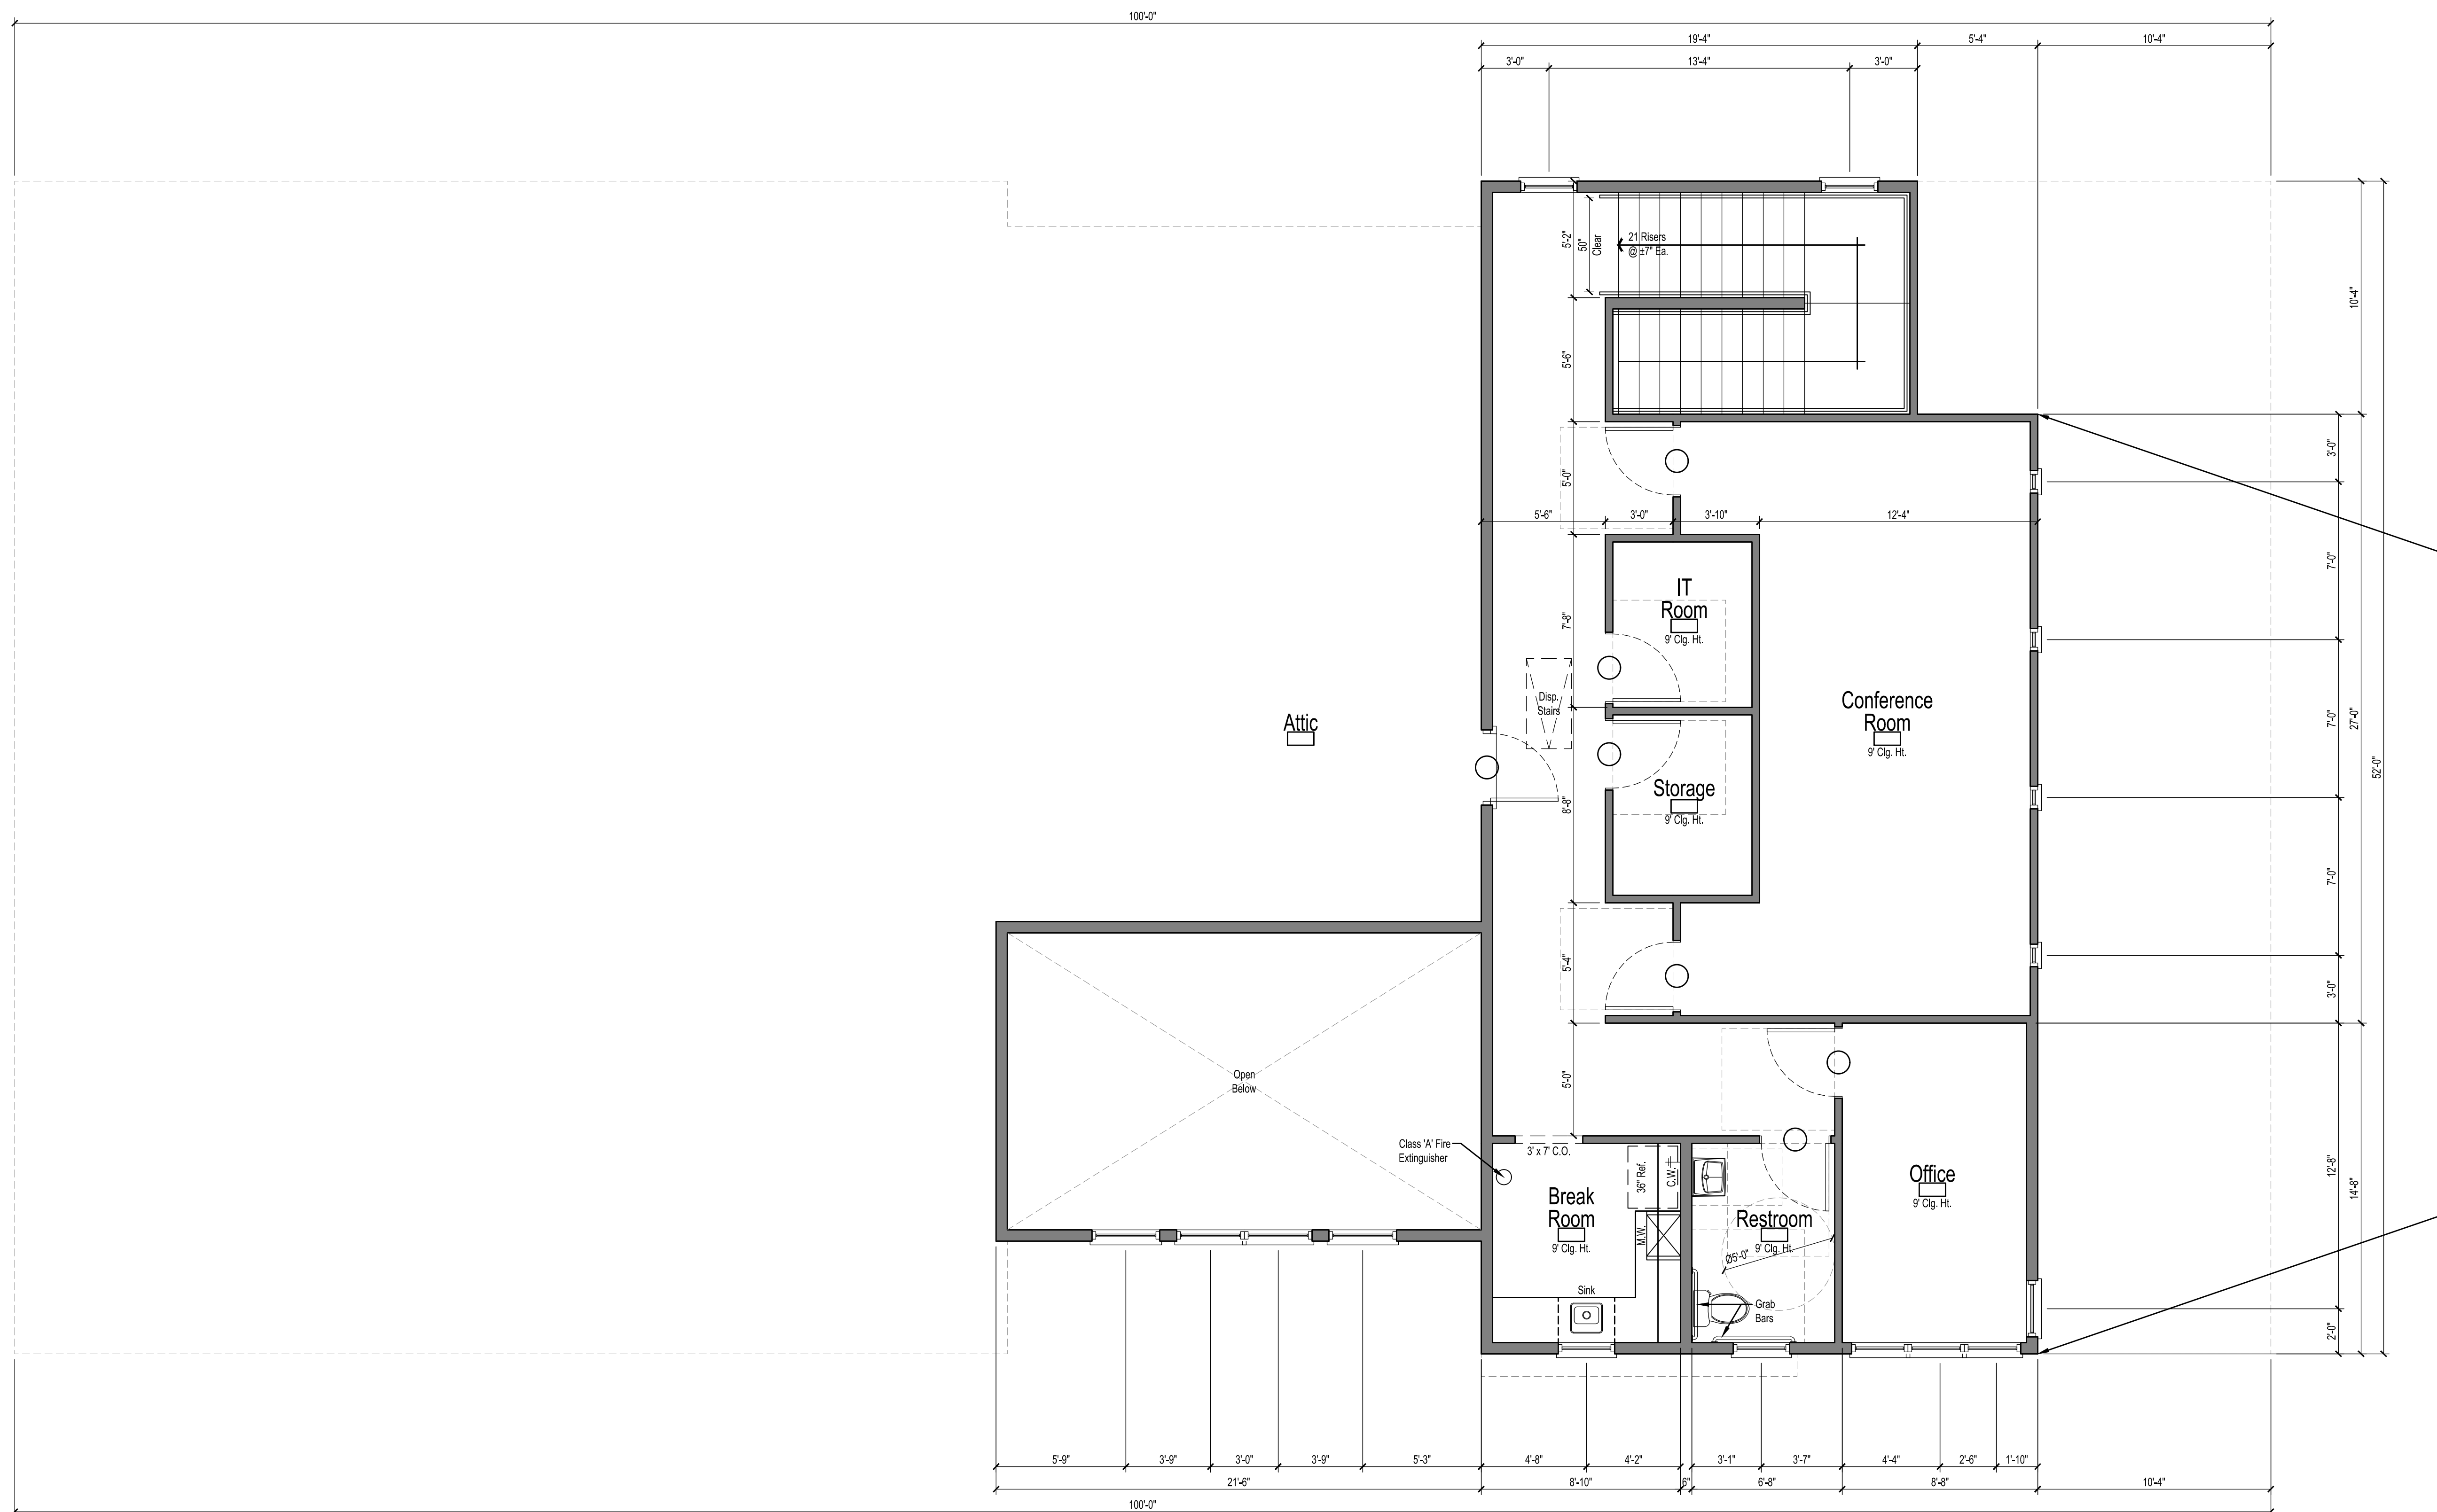 100'-0"
19'-4"
5'-4"
10'-4"
3'-0"
13'-4"
3'-0"
5'-2"
50"
Clear
21 Risers
@ ±7" Ea.
10'-4"
5'-6"
3'-0"
5'-0"
5'-6"
3'-0"
3'-10"
12'-4"
7'-0"
IT
Room
9' Clg. Ht.
7'-8"
Disp.
Stairs
Attic
Conference
Room
9' Clg. Ht.
7'-0"
27'-0"
52'-0"
Storage
9' Clg. Ht.
8'-8"
7'-0"
5'-4"
3'-0"
Open
Below
5'-0"
Class 'A' Fire
Extinguisher
3' x 7' C.O.
36" Ref.
C.W.
M.W.
Break
Room
9' Clg. Ht.
Restroom
9' Clg. Ht.
Ø5'-0"
Office
9' Clg. Ht.
12'-8"
14'-8"
Sink
Grab
Bars
2'-0"
5'-9"
3'-9"
3'-0"
3'-9"
5'-3"
4'-8"
4'-2"
3'-1"
3'-7"
4'-4"
2'-6"
1'-10"
21'-6"
8'-10"
6"
6'-8"
8'-8"
10'-4"
100'-0"